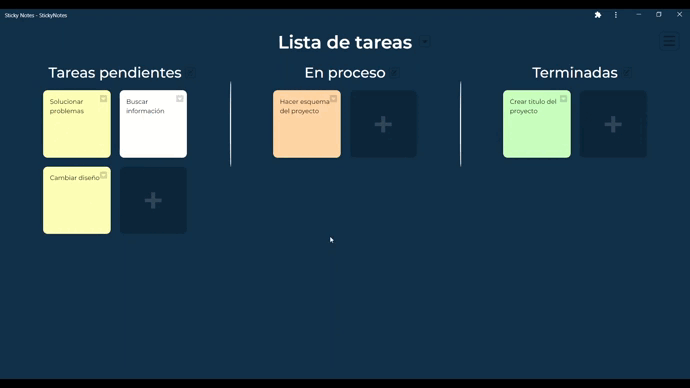 Sticky Notes - StickyNotes
Lista de tareas
Tareas pendientes
En proceso
Terminadas
Solucionar
problemas
Buscar
información
Cambiar diseño
Hacer esquema
del proyecto
Crear titulo del
proyecto